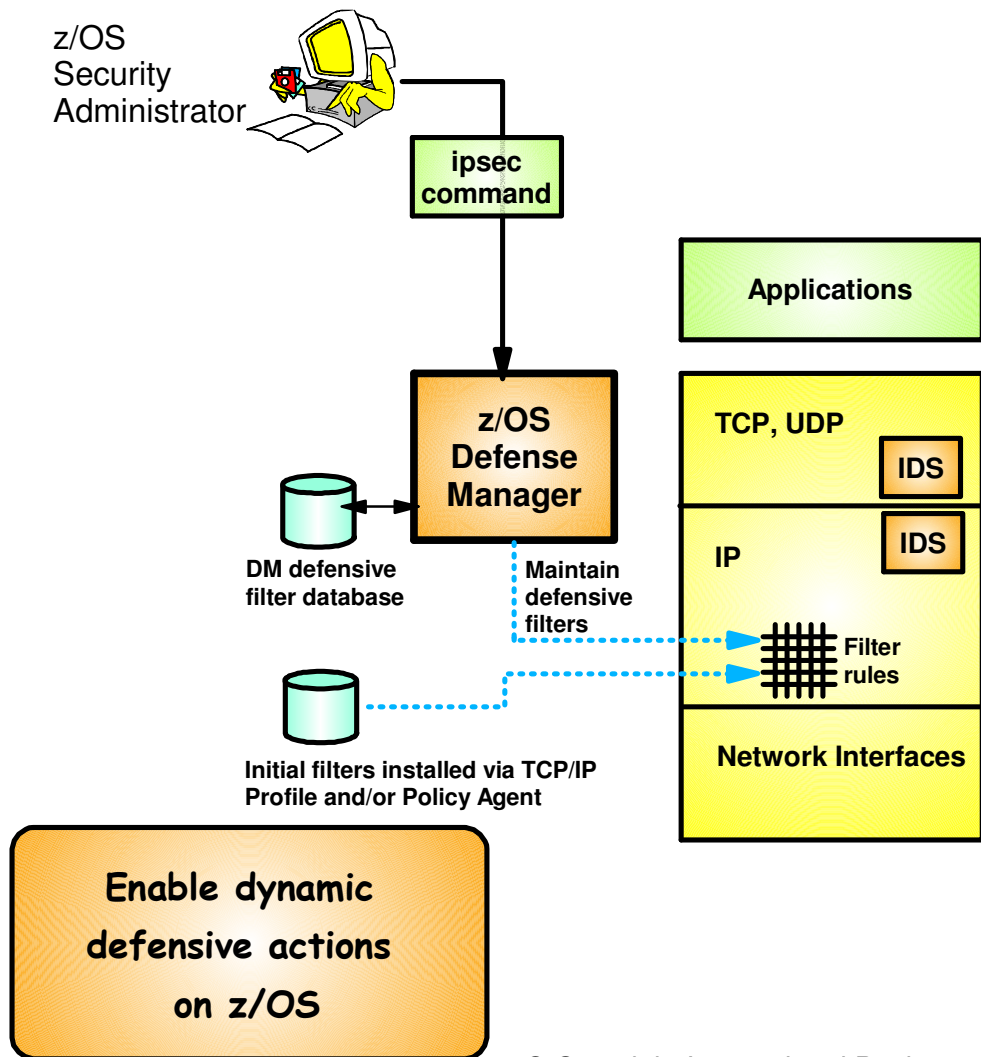 z/OS
Security
Administrator
ipsec
command
Applications
z/OS
Defense
Manager
TCP, UDP
IDS
IDS
IP
DM defensive
filter database
Maintain
defensive
filters
Filter
rules
Initial filters installed via TCP/IP
Profile and/or Policy Agent
Network Interfaces
Enable dynamic
defensive actions
on z/OS